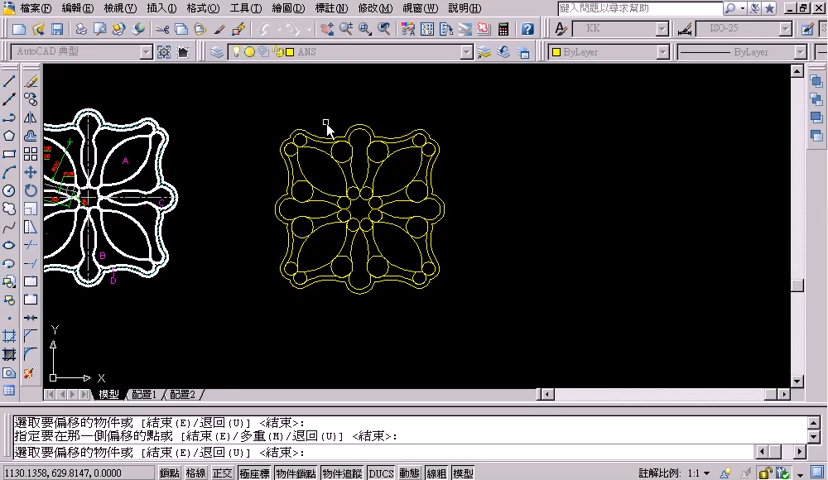 檔案(F) 編輯(E) 檢視(V) 插入(I) 格式(O) 工具(T) 繪圖(D) 標註(N) 修改(M) 視窗(W) 說明(H) 鍵入問題以尋求幫助
KK ISO-25
AutoCAD 典型 ANS ByLayer ByLayer
A
C
B
D
Y
X
模型 配置1 配置2
選取要偏移的物件或 [結束(E)/退回(U)] <結束>:
指定要在那一側偏移的點或 [結束(E)/多重(M)/退回(U)] <結束>:
選取要偏移的物件或 [結束(E)/退回(U)] <結束>:
1130.1358, 629.8147, 0.0000 鎖點 格線 正交 極座標 物件鎖點 物件追蹤 DUCS 動態 線粗 模型 註解比例: 1:1